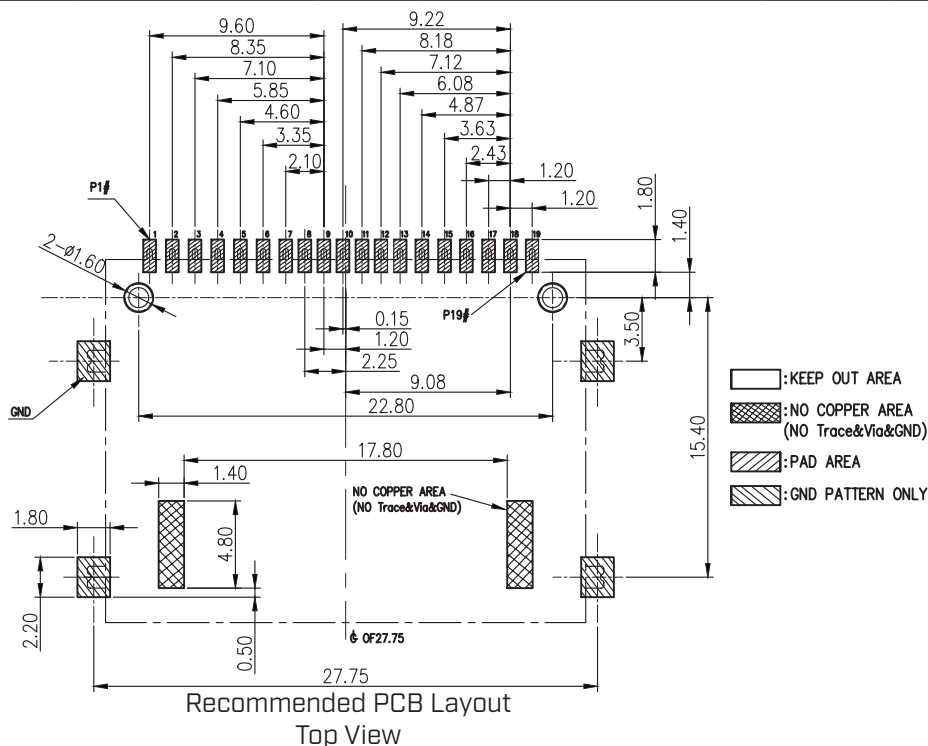 9.60
9.22
8.35
8.18
7.10
7.12
5.85
6.08
4.60
4.87
3.35
3.63
2.10
2.43
1.20
1.20
1.80
1.40
P1#
1 2 3 4 5 6 7 8 9 10 11 12 13 14 15 16 17 18 19
2-ø1.60
P19#
0.15
1.20
2.25
3.50
9.08
GND
22.80
15.40
:KEEP OUT AREA
:NO COPPER AREA
(NO Trace&Via&GND)
:PAD AREA
:GND PATTERN ONLY
17.80
1.40
NO COPPER AREA
(NO Trace&Via&GND)
1.80
4.80
2.20
0.50
℄ OF27.75
27.75
Recommended PCB Layout
Top View